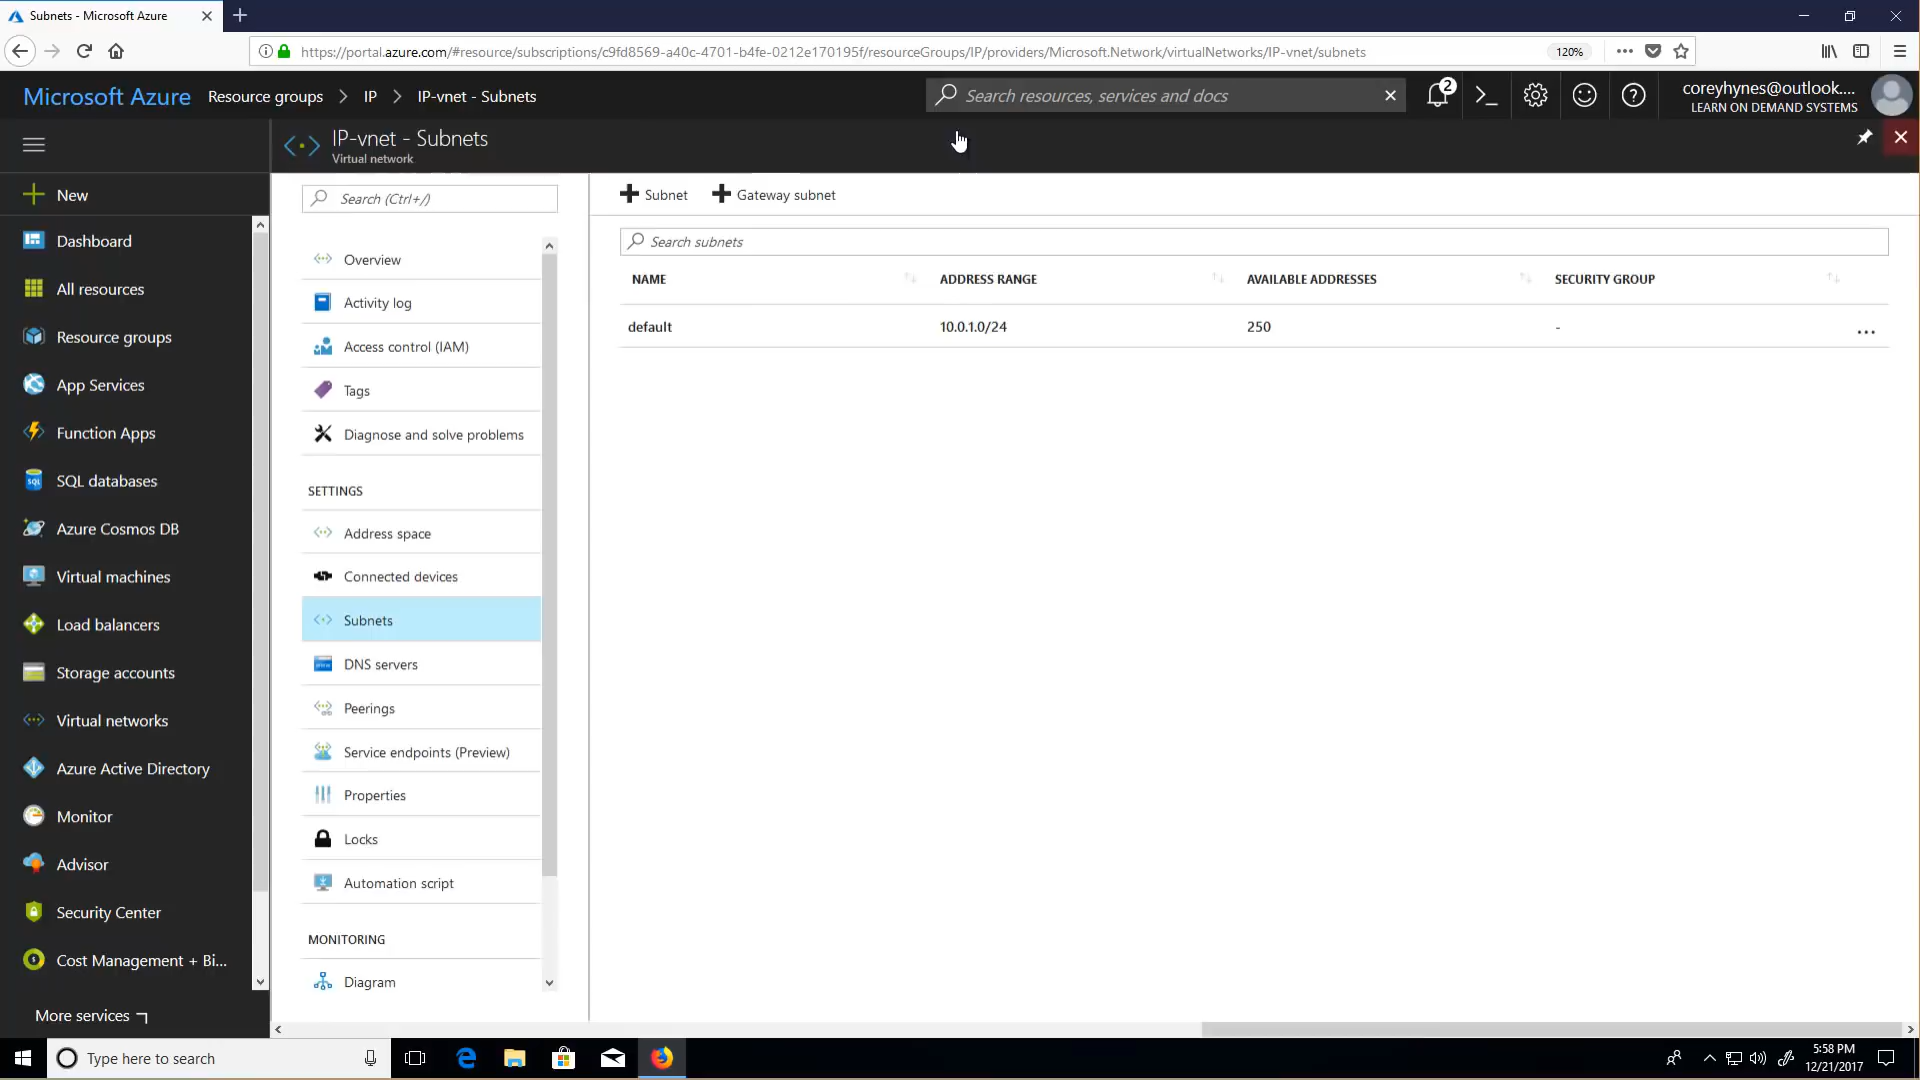 Subnets - Microsoft Azure
https://portal.azure.com/#resource/subscriptions/c9fd8569-a40c-4701-b4fe-0212e170195f/resourceGroups/IP/providers/Microsoft.Network/virtualNetworks/IP-vnet/subnets
120%
Microsoft Azure
Resource groups > IP > IP-vnet - Subnets
Search resources, services and docs
2
coreyhynes@outlook....
LEARN ON DEMAND SYSTEMS
IP-vnet - Subnets
Virtual network
New
Dashboard
All resources
Resource groups
App Services
Function Apps
SQL databases
Azure Cosmos DB
Virtual machines
Load balancers
Storage accounts
Virtual networks
Azure Active Directory
Monitor
Advisor
Security Center
Cost Management + Bi...
More services
Search (Ctrl+/)
Overview
Activity log
Access control (IAM)
Tags
Diagnose and solve problems
SETTINGS
Address space
Connected devices
Subnets
DNS servers
Peerings
Service endpoints (Preview)
Properties
Locks
Automation script
MONITORING
Diagram
Subnet
Gateway subnet
Search subnets
NAME ADDRESS RANGE AVAILABLE ADDRESSES SECURITY GROUP
default 10.0.1.0/24 250 - ...
Type here to search
5:58 PM
12/21/2017